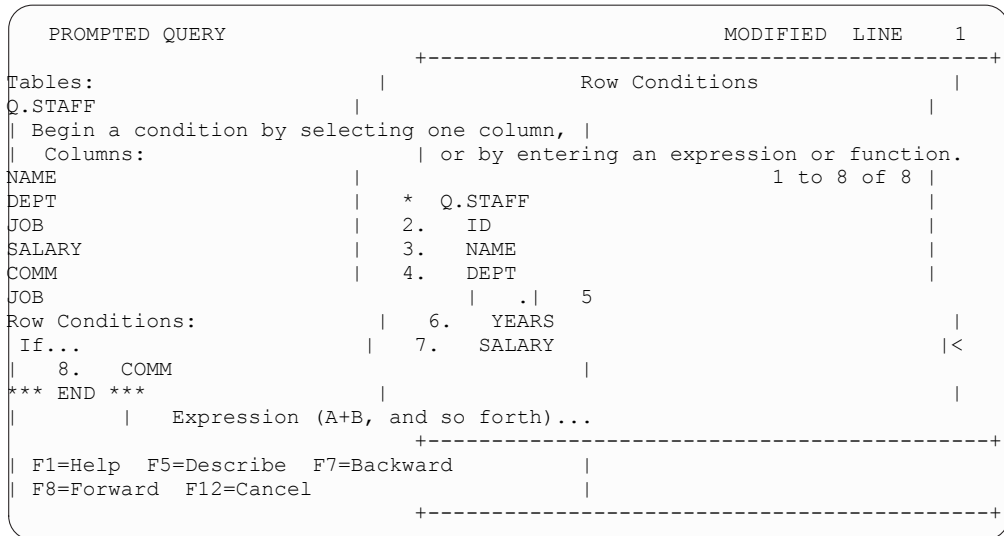 PROMPTED QUERY MODIFIED LINE 1
+--------------------------------------------+
Tables: | Row Conditions |
Q.STAFF | |
| Begin a condition by selecting one column, |
| Columns: | or by entering an expression or function.
NAME | 1 to 8 of 8 |
DEPT | * Q.STAFF |
JOB | 2. ID |
SALARY | 3. NAME |
COMM | 4. DEPT |
JOB | .| 5
Row Conditions: | 6. YEARS |
If... | 7. SALARY |<
| 8. COMM |
*** END *** | |
| | Expression (A+B, and so forth)...
+--------------------------------------------+
| F1=Help F5=Describe F7=Backward |
| F8=Forward F12=Cancel |
+--------------------------------------------+